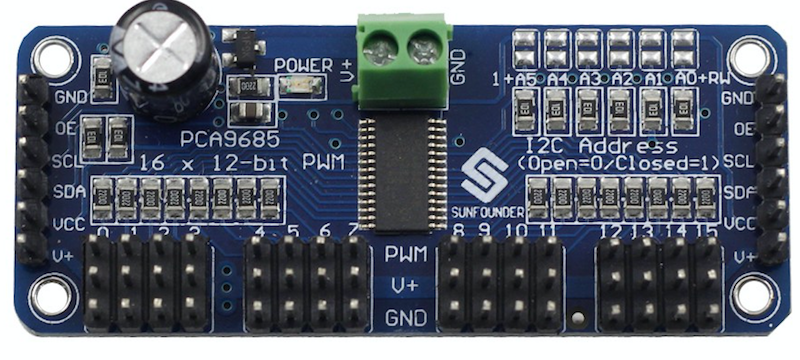 POWER
V+
GND
1+A5 A4 A3 A2 A1 A0+RW
GND
OE
SCL
SDA
VCC
V+
PCA9685
16 x 12-bit PWM
I2C Address
(Open=0/Closed=1)
SUNFOUNDER
GND
OE
SCL
SDA
VCC
V+
0 1 2 3 4 5 6 7 8 9 10 11 12 13 14 15
PWM
V+
GND